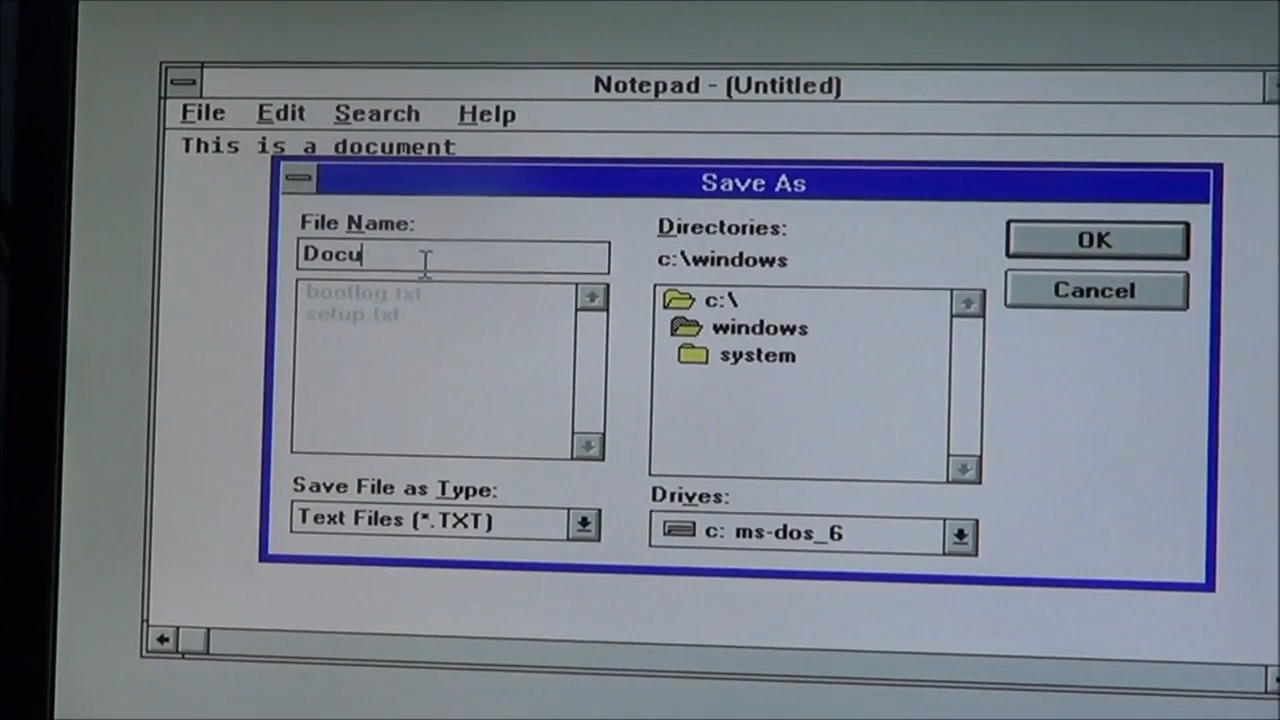 Notepad - (Untitled)
File Edit Search Help
This is a document
Save As
File Name:
Docu
bootlog.txt
setup.txt
Save File as Type:
Text Files (*.TXT)
Directories:
c:\windows
c:\
windows
system
Drives:
c: ms-dos_6
OK
Cancel